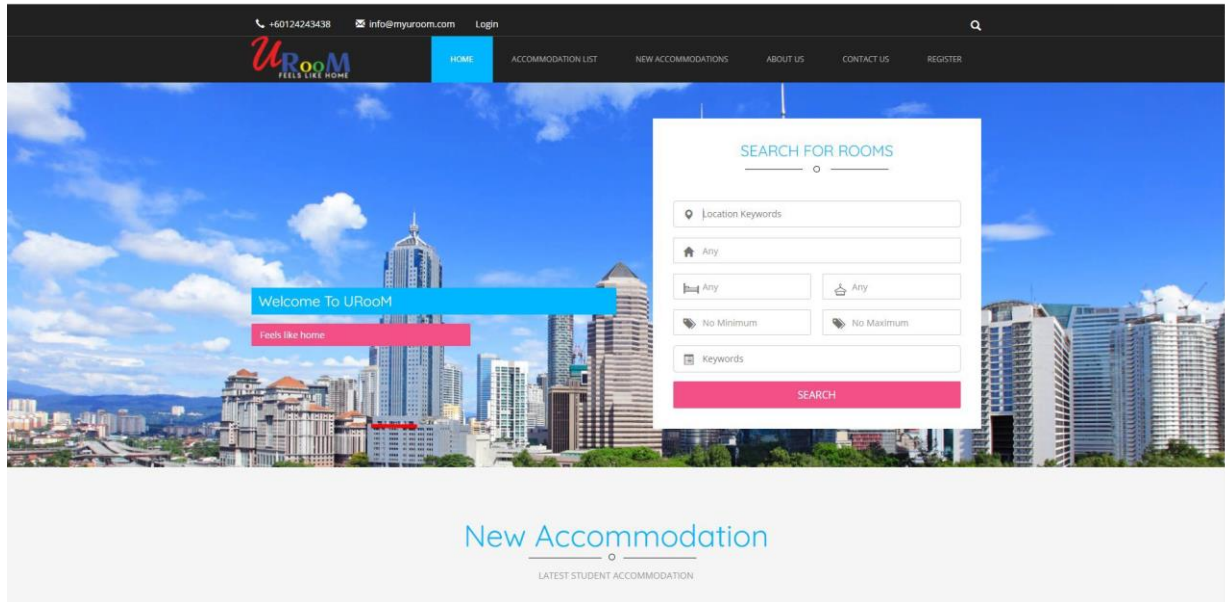 +60124243438 info@myuroom.com Login
URooM
FEELS LIKE HOME
HOME ACCOMMODATION LIST NEW ACCOMMODATIONS ABOUT US CONTACT US REGISTER
SEARCH FOR ROOMS
Location Keywords
Any
Any Any
No Minimum No Maximum
Keywords
SEARCH
Welcome To URooM
Feels like home
New Accommodation
LATEST STUDENT ACCOMMODATION